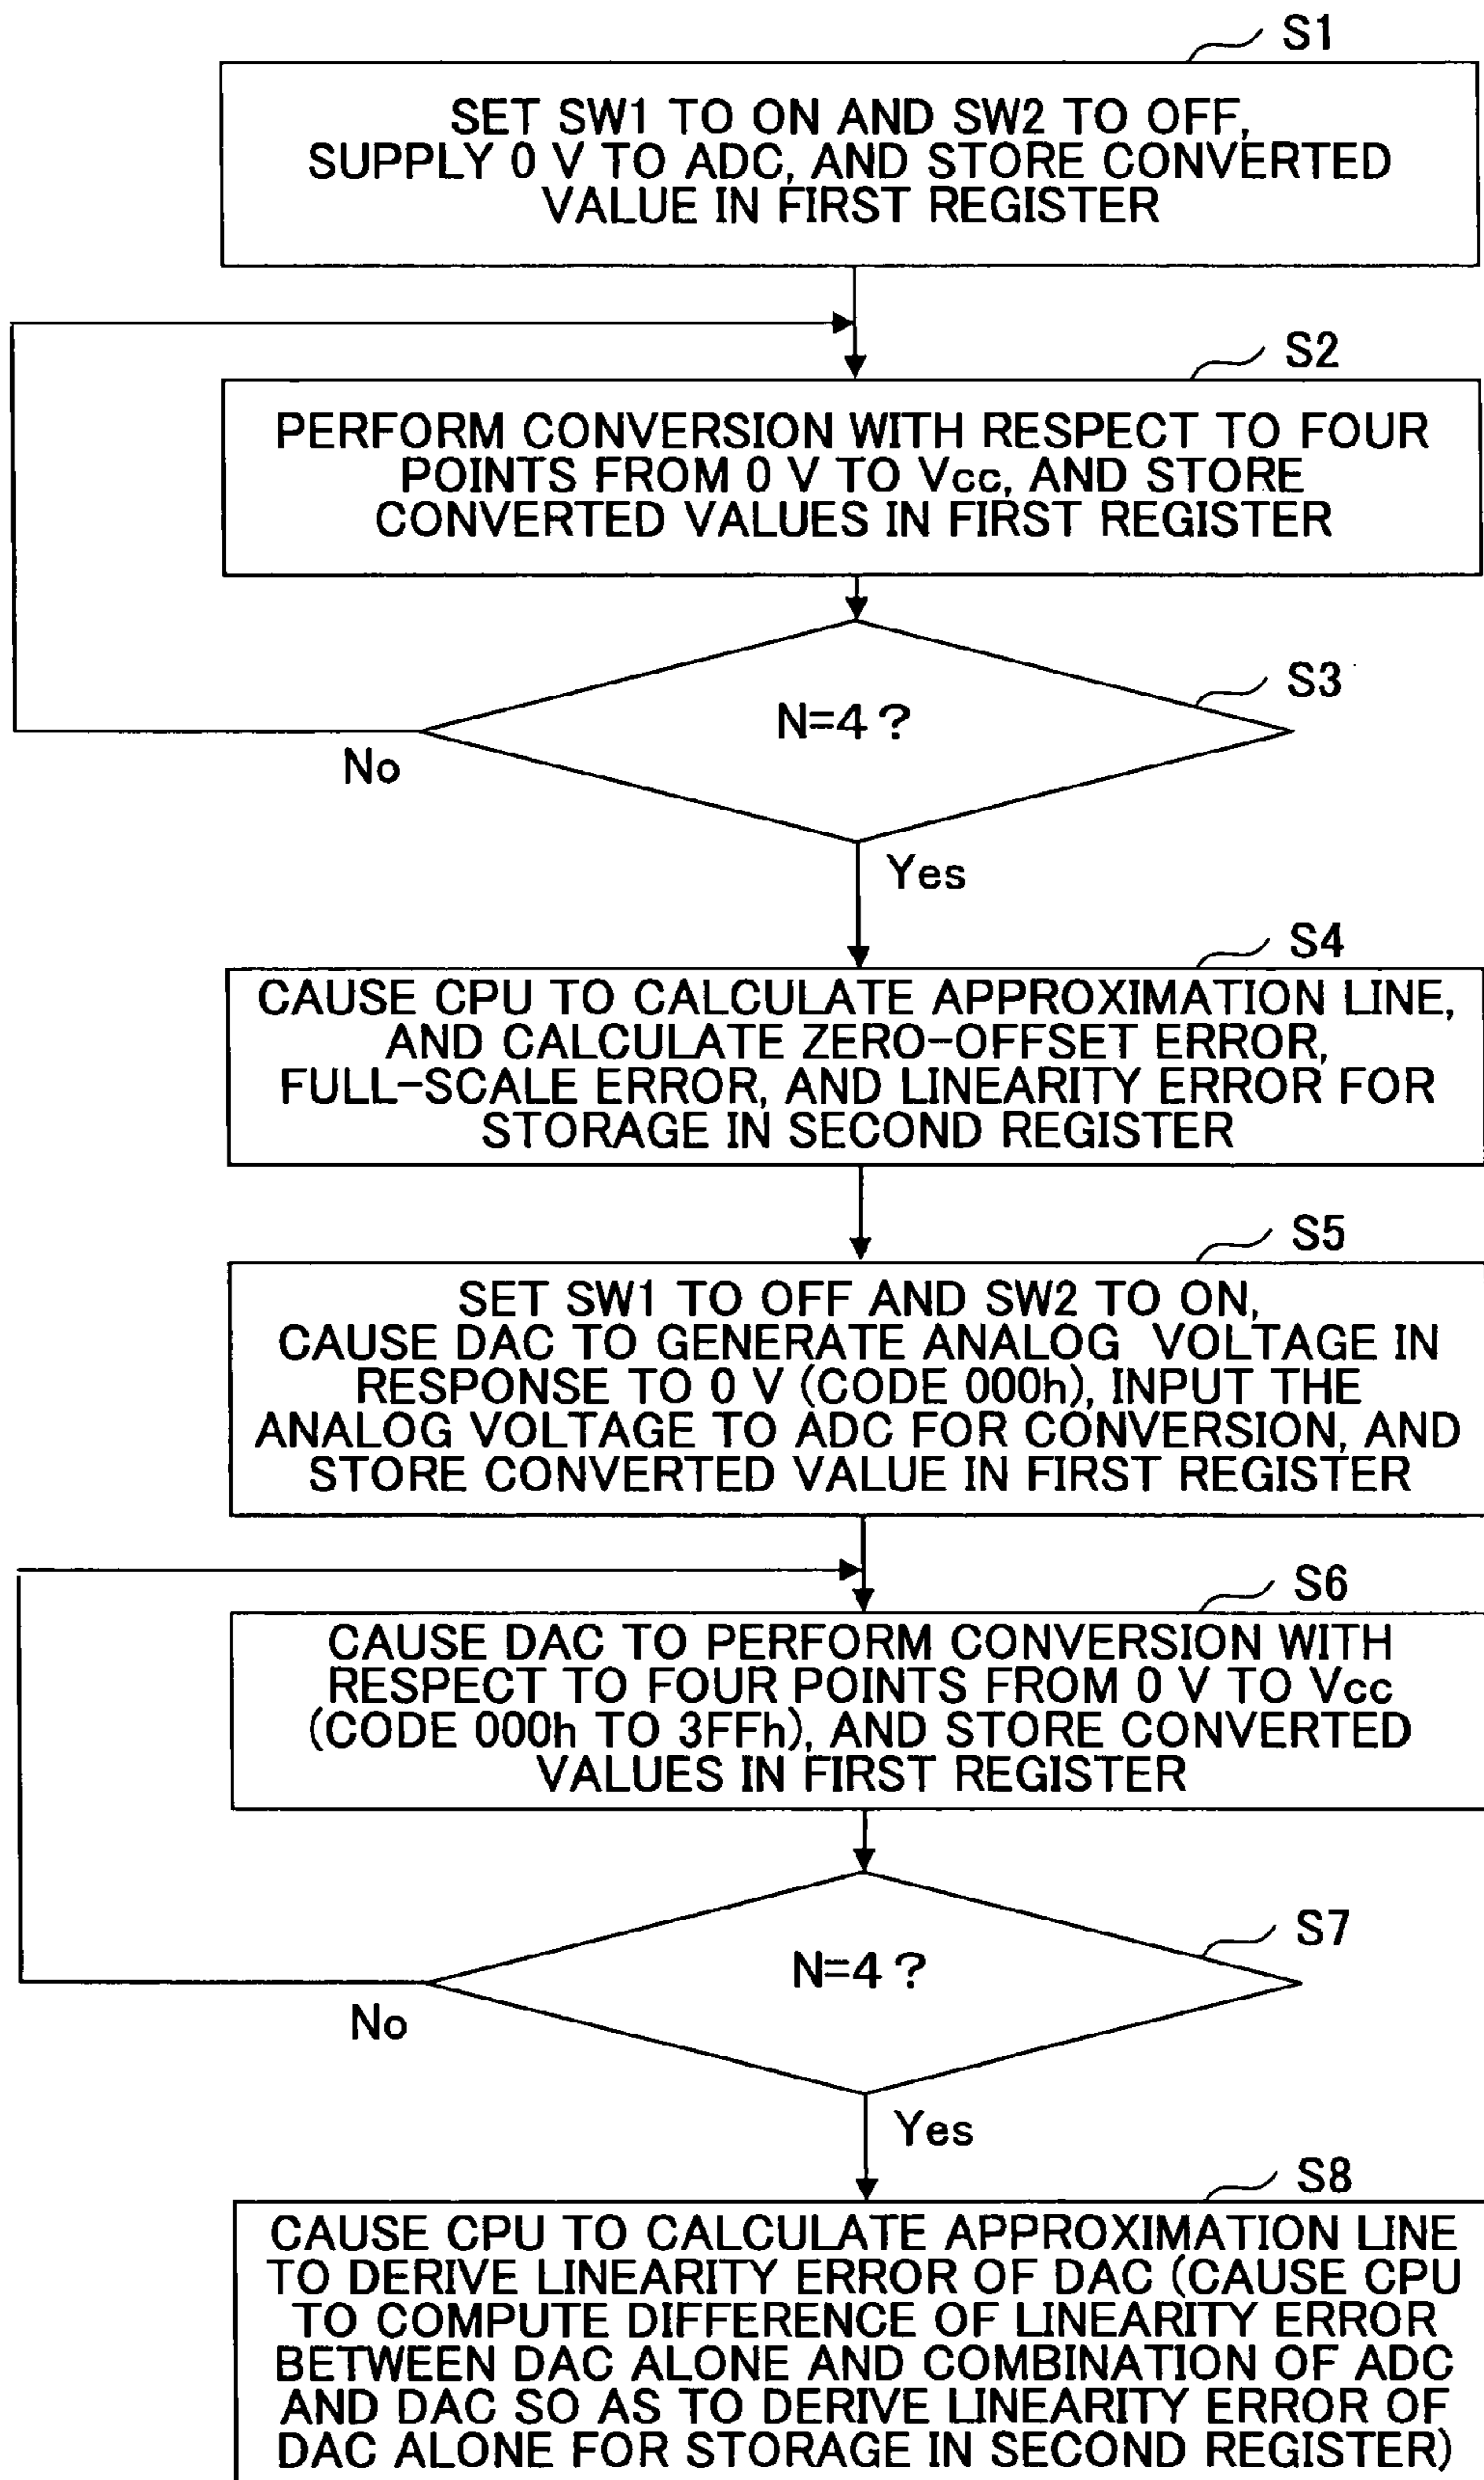 S1
SET SW1 TO ON AND SW2 TO OFF,
SUPPLY 0 V TO ADC, AND STORE CONVERTED
VALUE IN FIRST REGISTER
S2
PERFORM CONVERSION WITH RESPECT TO FOUR
POINTS FROM 0 V TO Vcc, AND STORE
CONVERTED VALUES IN FIRST REGISTER
S3
N=4?
No
Yes
S4
CAUSE CPU TO CALCULATE APPROXIMATION LINE,
AND CALCULATE ZERO-OFFSET ERROR,
FULL-SCALE ERROR, AND LINEARITY ERROR FOR
STORAGE IN SECOND REGISTER
S5
SET SW1 TO OFF AND SW2 TO ON,
CAUSE DAC TO GENERATE ANALOG VOLTAGE IN
RESPONSE TO 0 V (CODE 000h), INPUT THE
ANALOG VOLTAGE TO ADC FOR CONVERSION, AND
STORE CONVERTED VALUE IN FIRST REGISTER
S6
CAUSE DAC TO PERFORM CONVERSION WITH
RESPECT TO FOUR POINTS FROM 0 V TO Vcc
(CODE 000h TO 3FFh), AND STORE CONVERTED
VALUES IN FIRST REGISTER
S7
N=4?
No
Yes
S8
CAUSE CPU TO CALCULATE APPROXIMATION LINE
TO DERIVE LINEARITY ERROR OF DAC (CAUSE CPU
TO COMPUTE DIFFERENCE OF LINEARITY ERROR
BETWEEN DAC ALONE AND COMBINATION OF ADC
AND DAC SO AS TO DERIVE LINEARITY ERROR OF
DAC ALONE FOR STORAGE IN SECOND REGISTER)